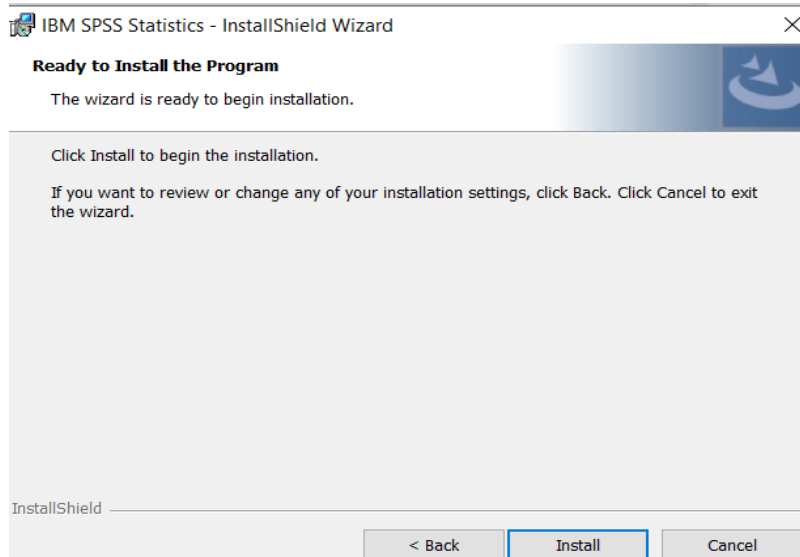 IBM SPSS Statistics - InstallShield Wizard
Ready to Install the Program
The wizard is ready to begin installation.
Click Install to begin the installation.
If you want to review or change any of your installation settings, click Back. Click Cancel to exit
the wizard.
InstallShield
< Back
Install
Cancel